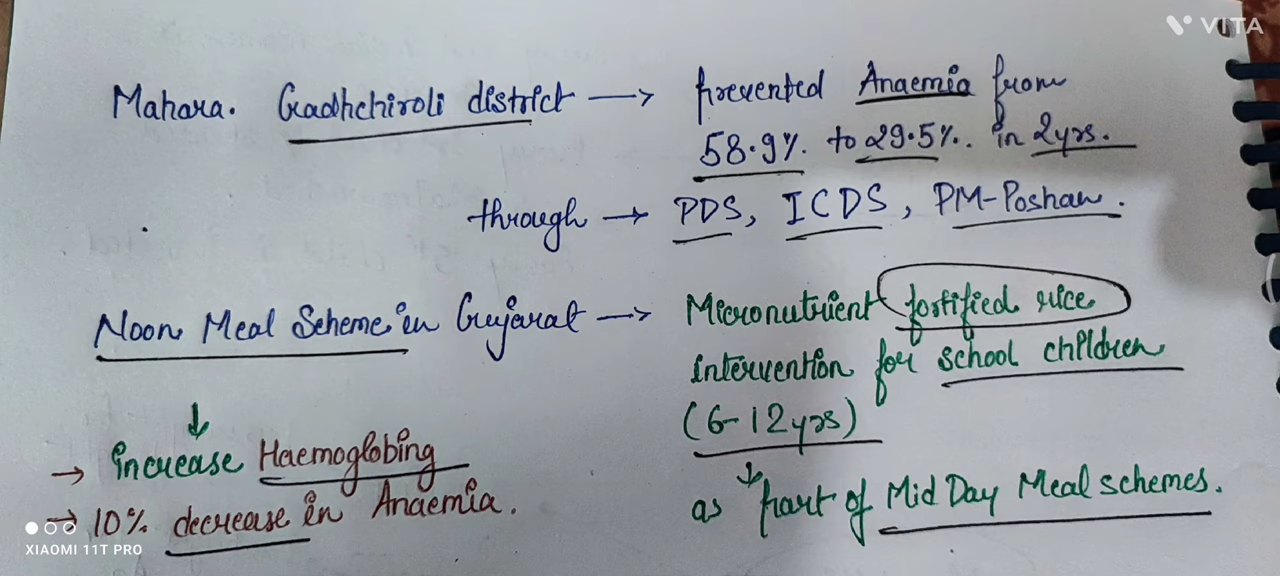 VITA
Mahara. Gadhchiroli district → prevented Anaemia from
58.9% to 29.5%. in 2yrs.
through → PDS, ICDS, PM-Poshan.
Noon Meal Scheme in Gujarat → Micronutrient fortified rice
intervention for school children
(6-12yrs)
↓
as part of Mid Day Meal schemes.
↓
→ increase Haemoglobing
→ 10% decrease in Anaemia.
XIAOMI 11T PRO